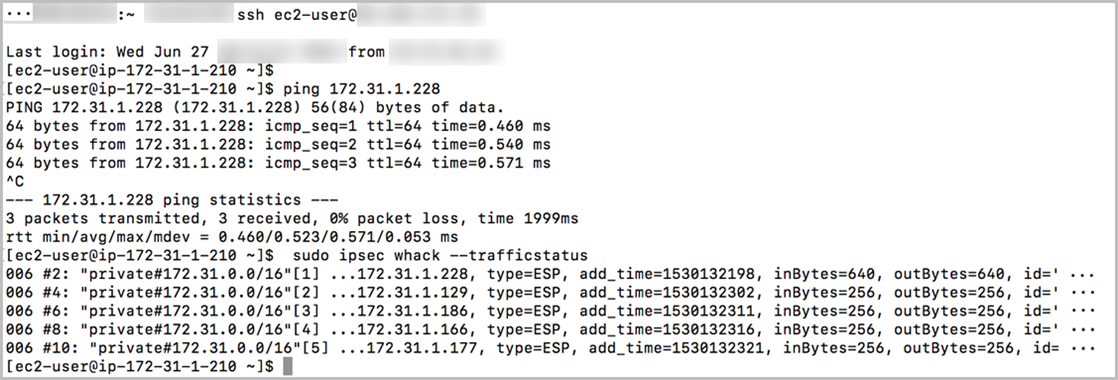 ... :~ ssh ec2-user@
Last login: Wed Jun 27 from
[ec2-user@ip-172-31-1-210 ~]$
[ec2-user@ip-172-31-1-210 ~]$ ping 172.31.1.228
PING 172.31.1.228 (172.31.1.228) 56(84) bytes of data.
64 bytes from 172.31.1.228: icmp_seq=1 ttl=64 time=0.460 ms
64 bytes from 172.31.1.228: icmp_seq=2 ttl=64 time=0.540 ms
64 bytes from 172.31.1.228: icmp_seq=3 ttl=64 time=0.571 ms
^C
--- 172.31.1.228 ping statistics ---
3 packets transmitted, 3 received, 0% packet loss, time 1999ms
rtt min/avg/max/mdev = 0.460/0.523/0.571/0.053 ms
[ec2-user@ip-172-31-1-210 ~]$  sudo ipsec whack --trafficstatus
006 #2: "private#172.31.0.0/16"[1] ...172.31.1.228, type=ESP, add_time=1530132198, inBytes=640, outBytes=640, id=' ...
006 #4: "private#172.31.0.0/16"[2] ...172.31.1.129, type=ESP, add_time=1530132302, inBytes=256, outBytes=256, id=' ...
006 #6: "private#172.31.0.0/16"[3] ...172.31.1.186, type=ESP, add_time=1530132311, inBytes=256, outBytes=256, id=' ...
006 #8: "private#172.31.0.0/16"[4] ...172.31.1.166, type=ESP, add_time=1530132316, inBytes=256, outBytes=256, id=' ...
006 #10: "private#172.31.0.0/16"[5] ...172.31.1.177, type=ESP, add_time=1530132321, inBytes=256, outBytes=256, id= ...
[ec2-user@ip-172-31-1-210 ~]$